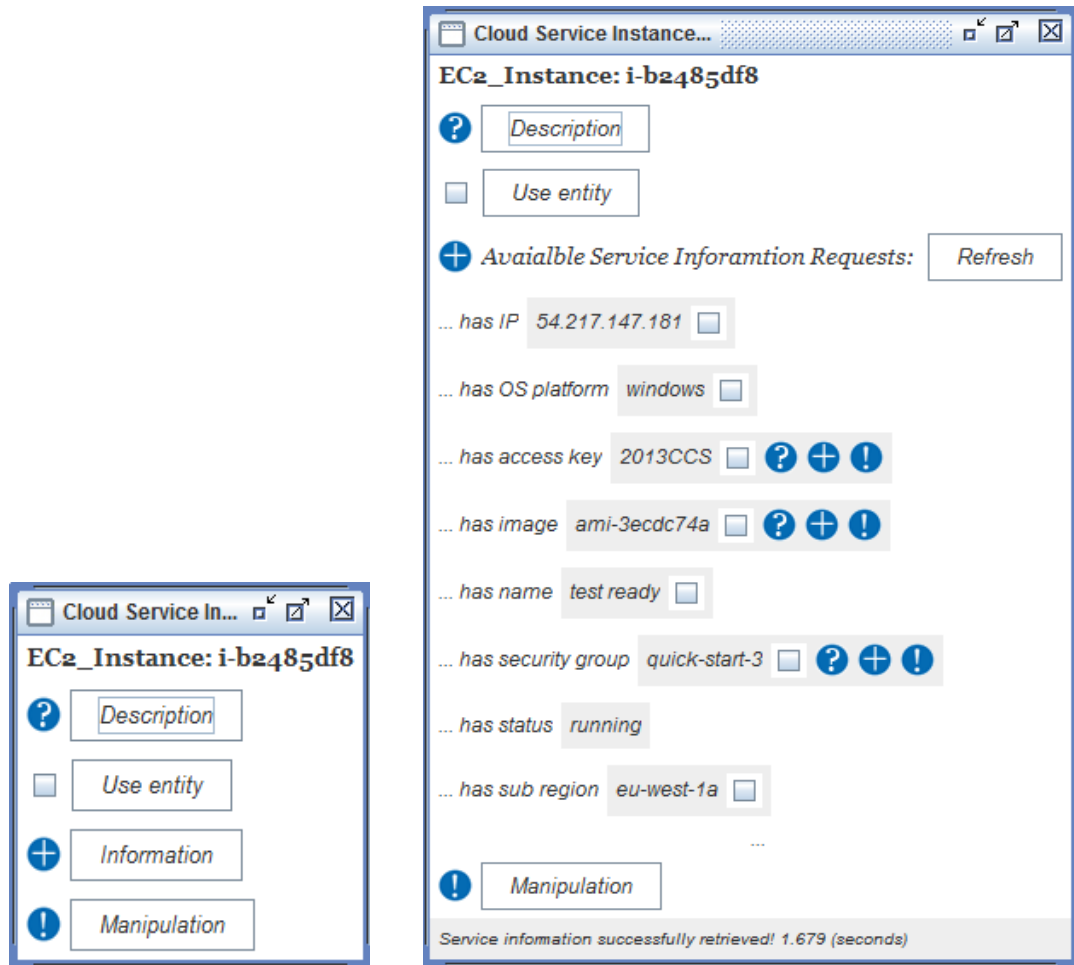 Cloud Service In...
EC2_Instance: i-b2485df8
Description
Use entity
Information
Manipulation
Cloud Service Instance...
EC2_Instance: i-b2485df8
Description
Use entity
Avaialble Service Inforamtion Requests: Refresh
... has IP 54.217.147.181
... has OS platform windows
... has access key 2013CCS
... has image ami-3ecdc74a
... has name test ready
... has security group quick-start-3
... has status running
... has sub region eu-west-1a
...
Manipulation
Service information successfully retrieved! 1.679 (seconds)